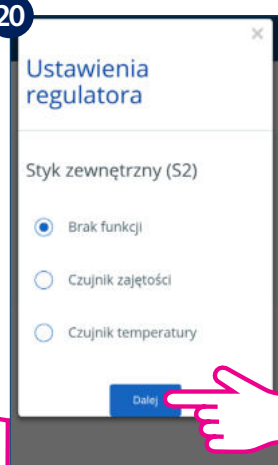 20
×
Ustawienia
regulatora
Styk zewnętrzny (S2)
Brak funkcji
Czujnik zajętości
Czujnik temperatury
Dalej